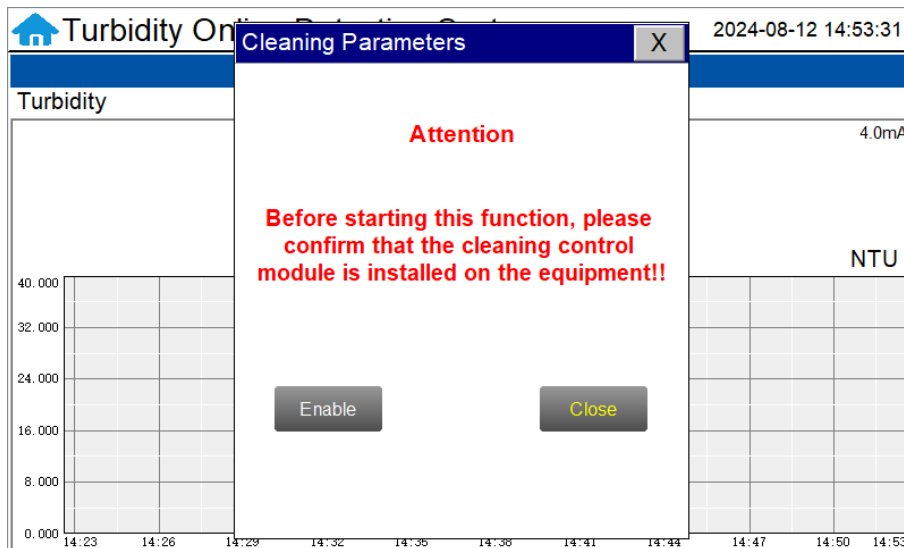 Turbidity On
Cleaning Parameters
X
2024-08-12 14:53:31
Turbidity
4.0mA
Attention
Before starting this function, please
confirm that the cleaning control
module is installed on the equipment!!
NTU
40.000
32.000
24.000
16.000
8.000
0.000
Enable
Close
14:23 14:26 14:29 14:32 14:35 14:38 14:41 14:44 14:47 14:50 14:53